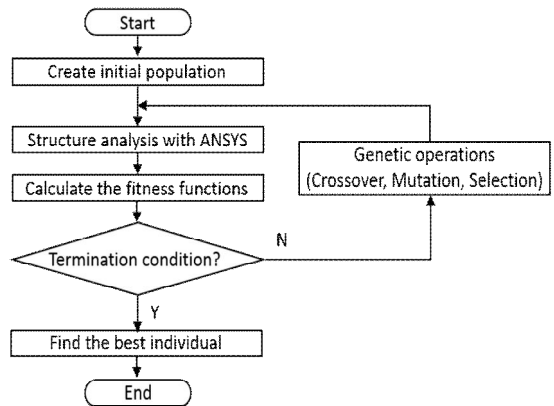 Start
Create initial population
Structure analysis with ANSYS
Calculate the fitness functions
Termination condition?
N
Genetic operations
(Crossover, Mutation, Selection)
Y
Find the best individual
End